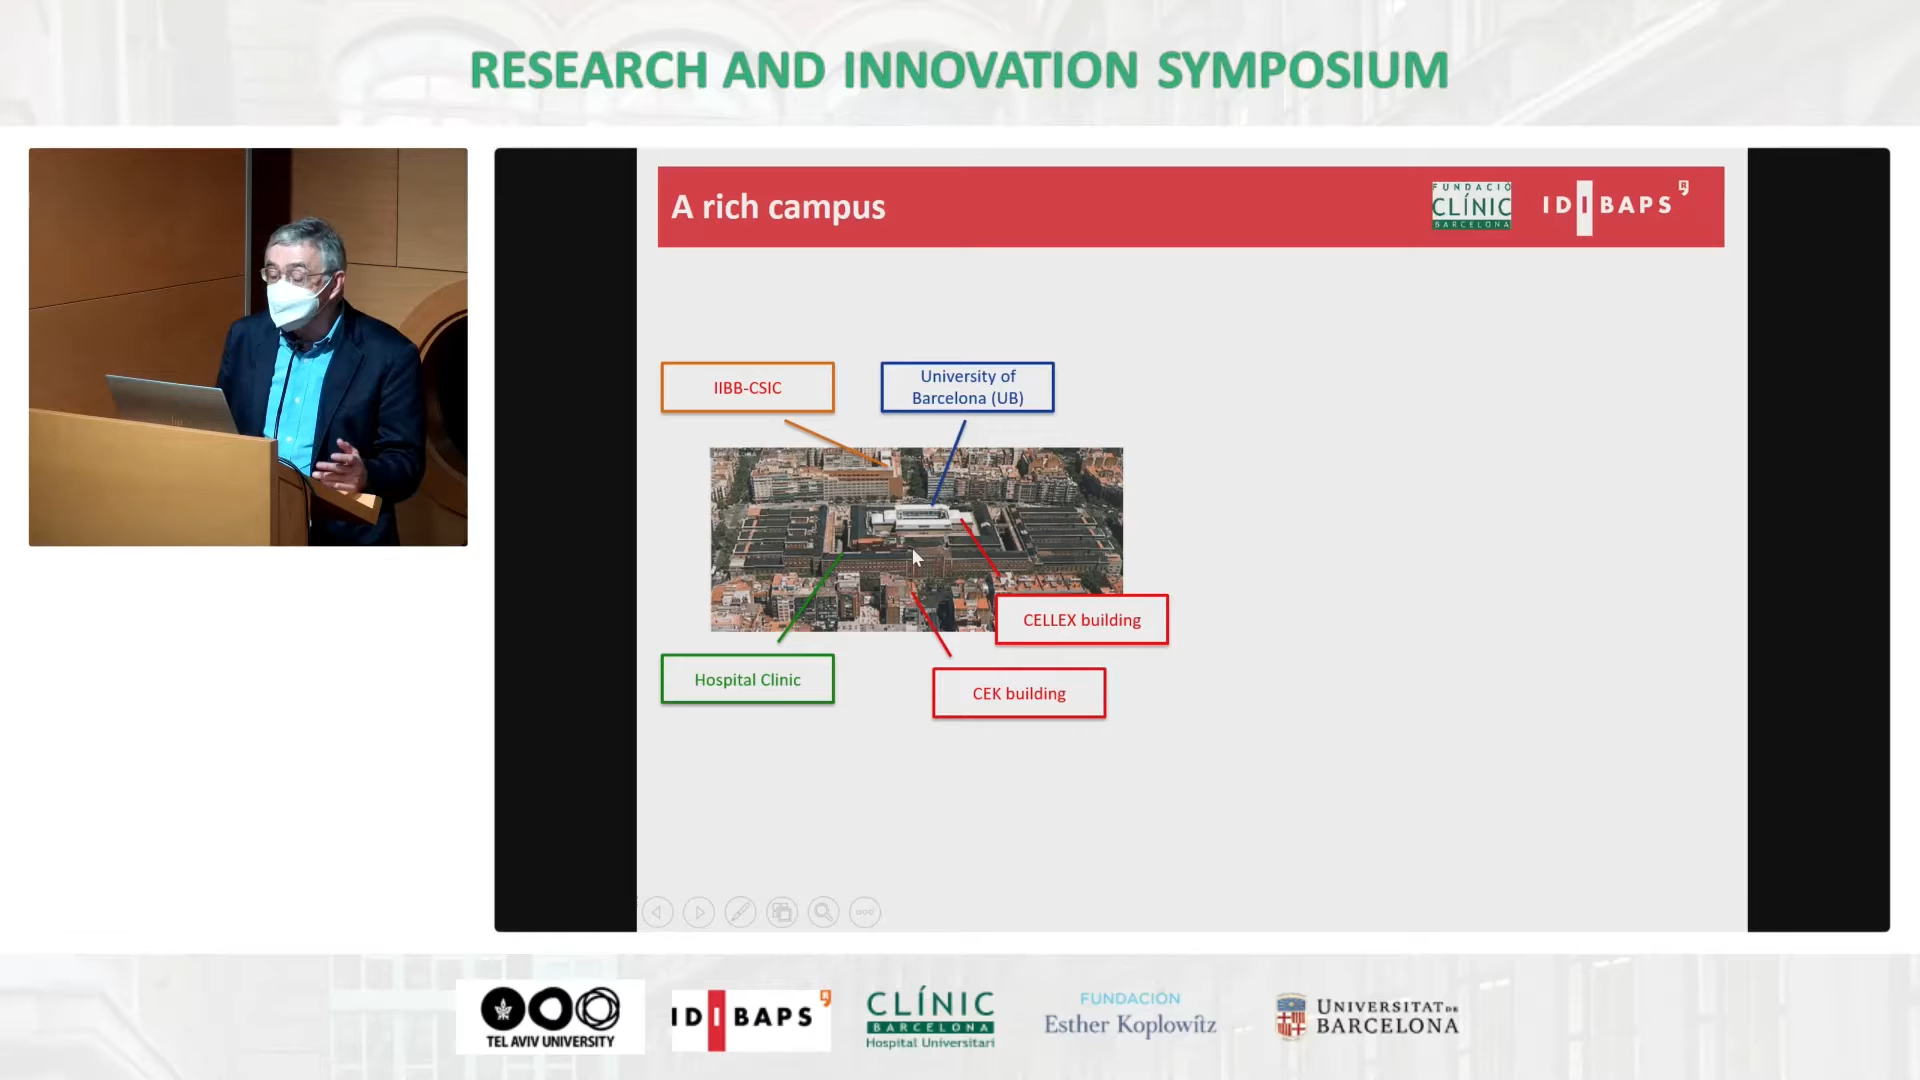 RESEARCH AND INNOVATION SYMPOSIUM
A rich campus
FUNDACIÓ
CLÍNIC
BARCELONA
IDIBAPS
IIBB-CSIC
University of
Barcelona (UB)
CELLEX building
Hospital Clinic
CEK building
TEL AVIV UNIVERSITY
IDIBAPS
CLÍNIC
BARCELONA
Hospital Universitari
FUNDACIÓN
Esther Koplowitz
UNIVERSITAT DE
BARCELONA